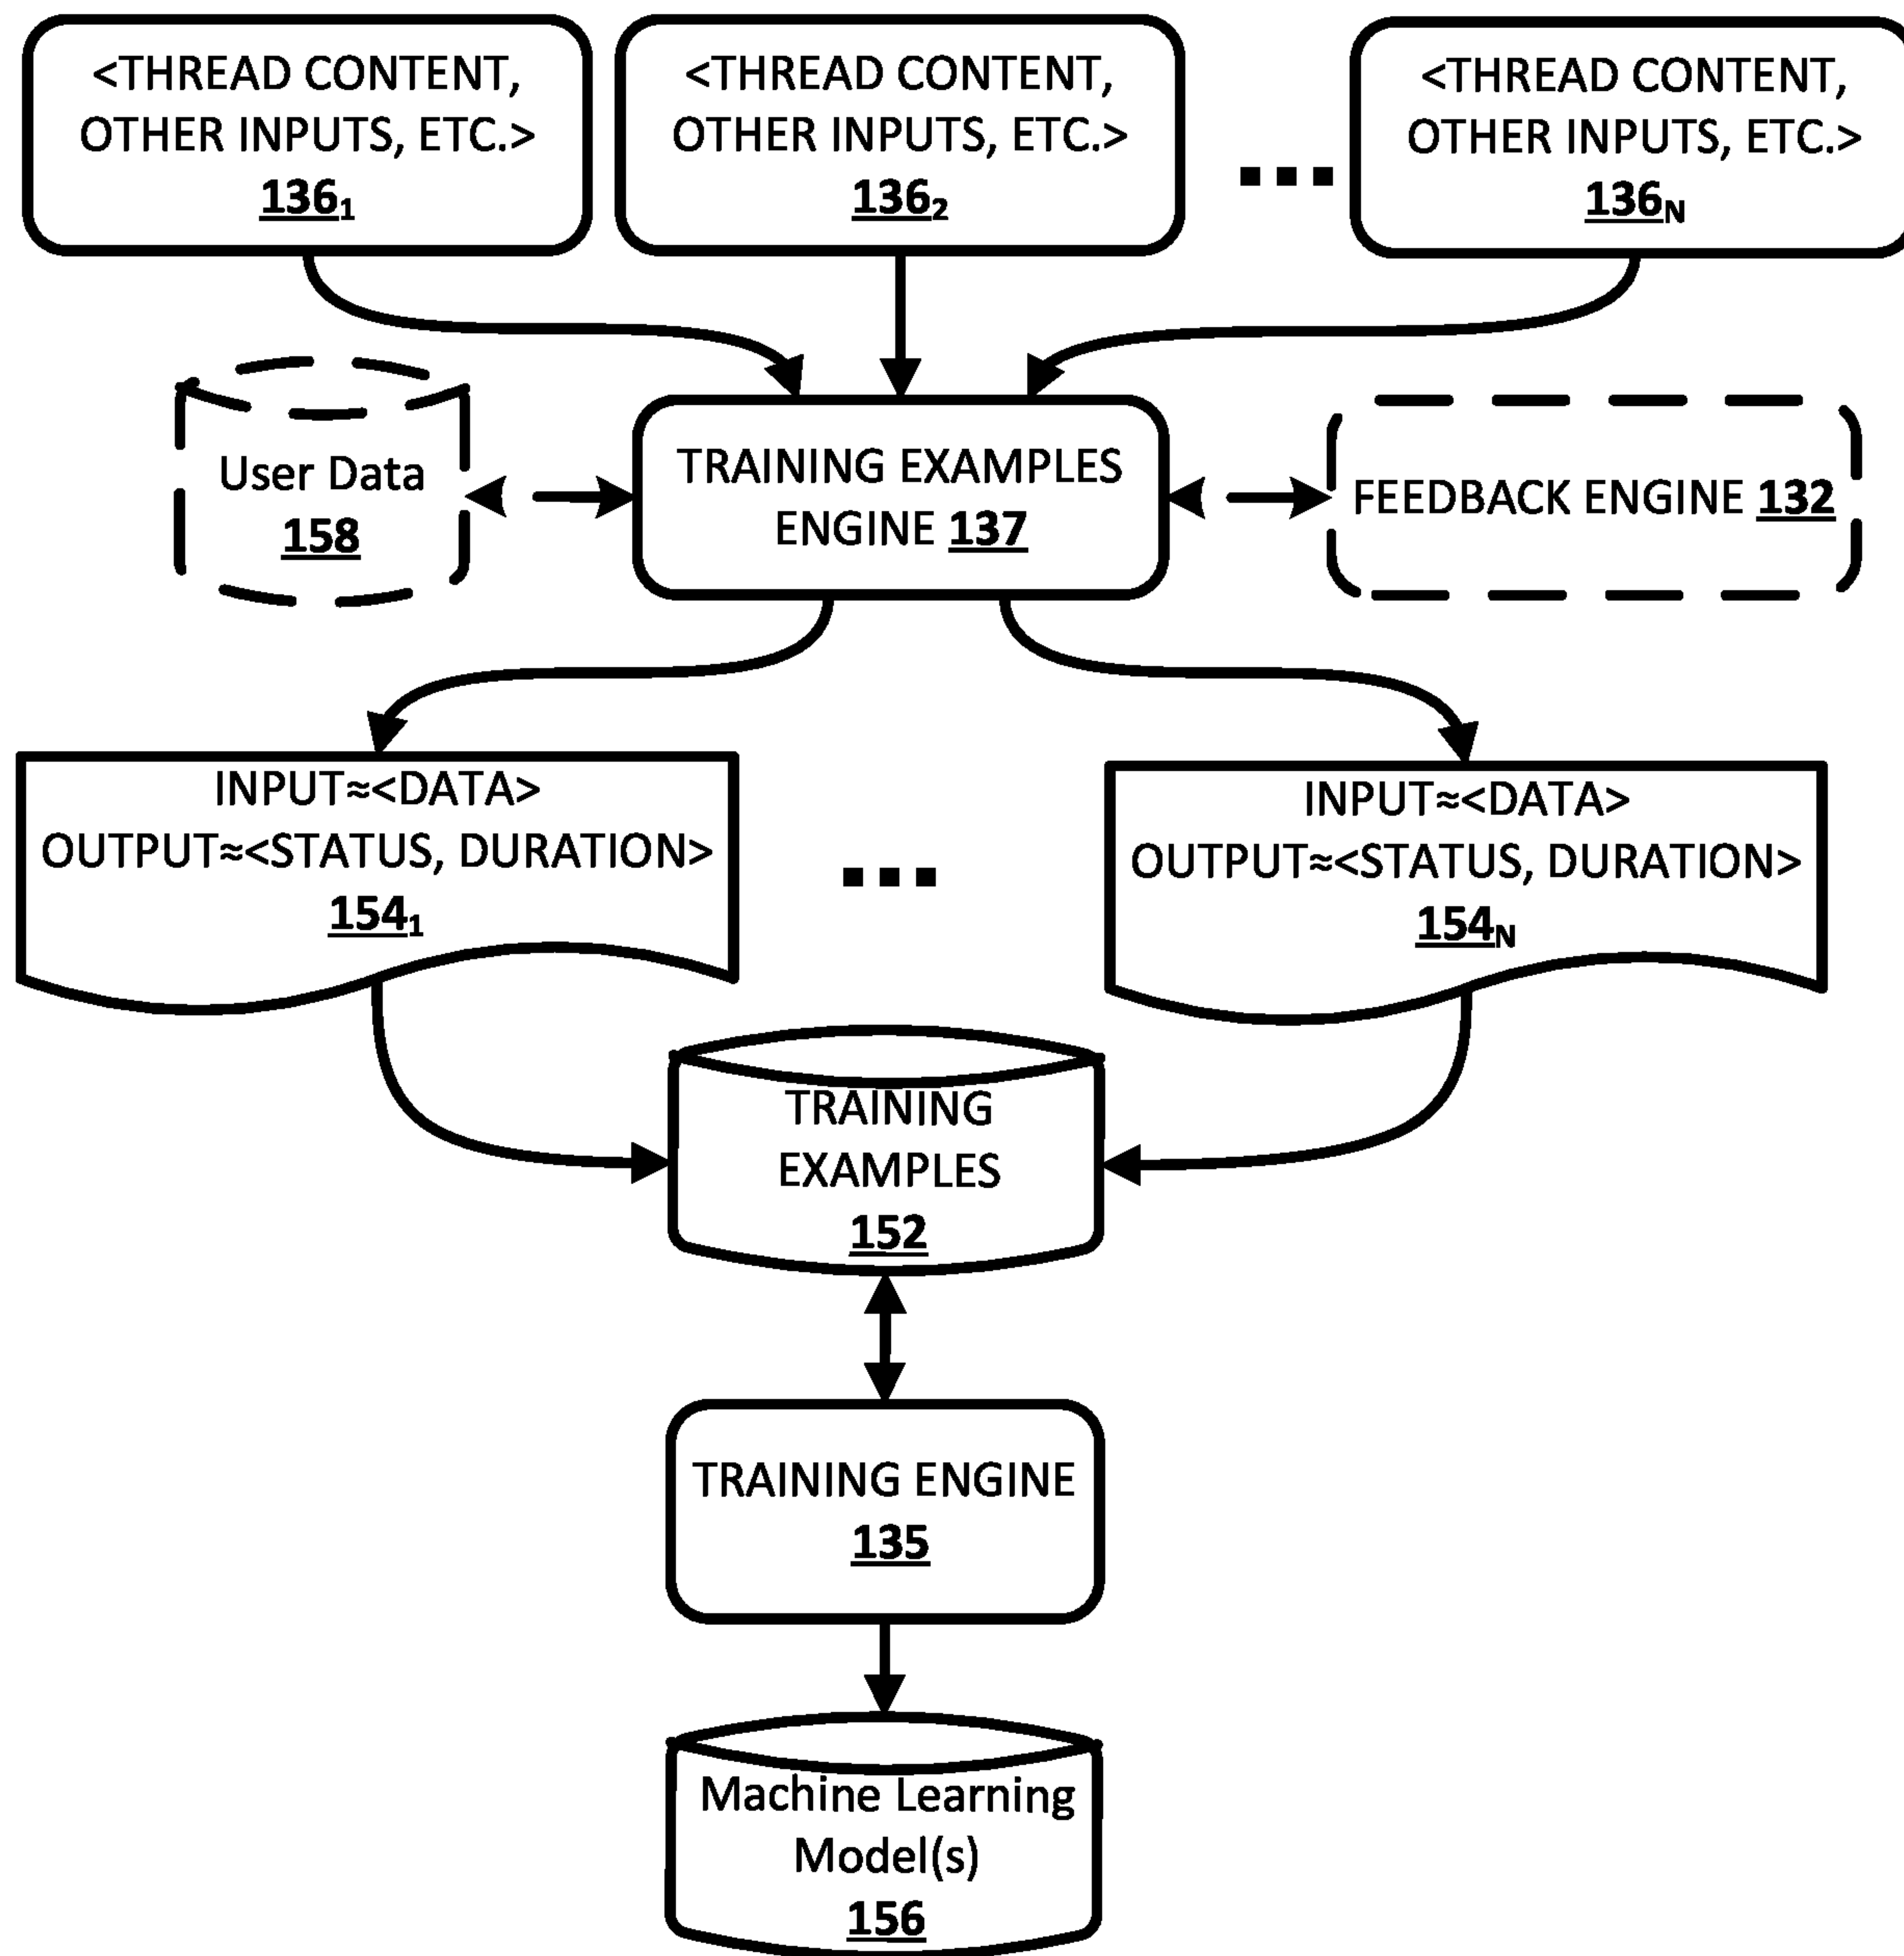 <THREAD CONTENT,
OTHER INPUTS, ETC.>
136₁
<THREAD CONTENT,
OTHER INPUTS, ETC.>
136₂
<THREAD CONTENT,
OTHER INPUTS, ETC.>
136N
User Data
158
TRAINING EXAMPLES
ENGINE 137
FEEDBACK ENGINE 132
INPUT≈<DATA>
OUTPUT≈<STATUS, DURATION>
154₁
INPUT≈<DATA>
OUTPUT≈<STATUS, DURATION>
154N
TRAINING
EXAMPLES
152
TRAINING ENGINE
135
Machine Learning
Model(s)
156